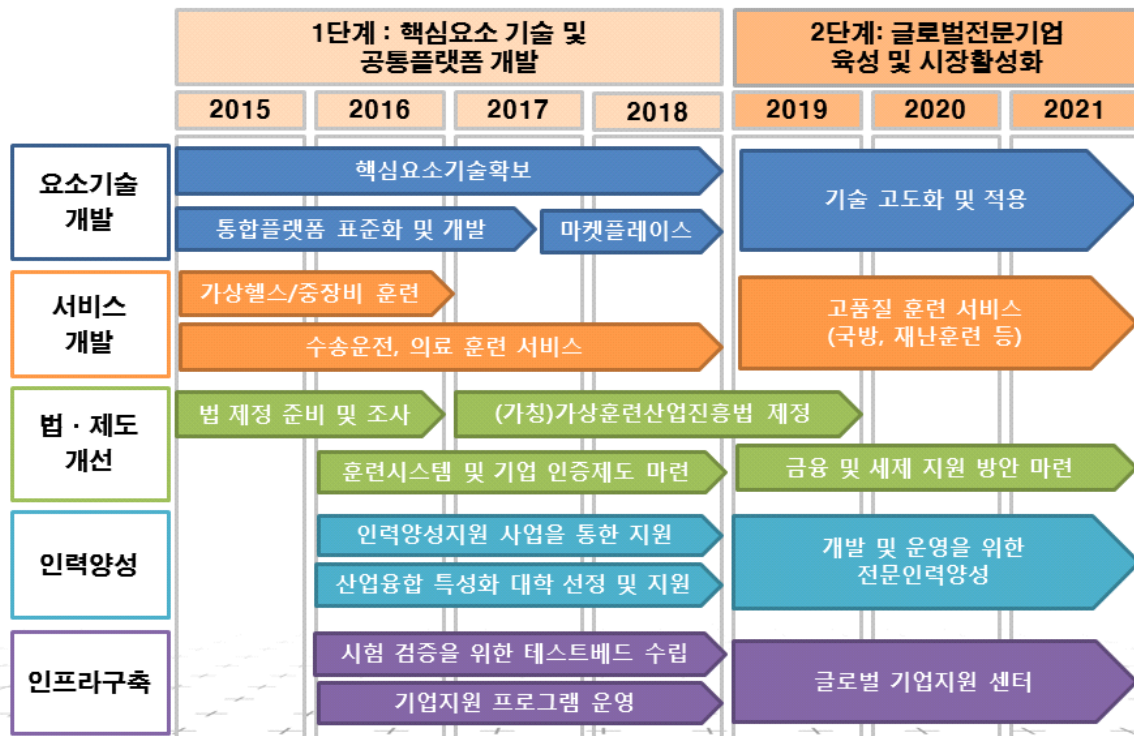 1단계 : 핵심요소 기술 및
공통플랫폼 개발
2단계: 글로벌전문기업
육성 및 시장활성화
2015
2016
2017
2018
2019
2020
2021
요소기술
개발
핵심요소기술확보
통합플랫폼 표준화 및 개발
마켓플레이스
기술 고도화 및 적용
서비스
개발
가상헬스/중장비 훈련
수송운전, 의료 훈련 서비스
고품질 훈련 서비스
(국방, 재난훈련 등)
법 · 제도
개선
법 제정 준비 및 조사
(가칭)가상훈련산업진흥법 제정
훈련시스템 및 기업 인증제도 마련
금융 및 세제 지원 방안 마련
인력양성
인력양성지원 사업을 통한 지원
산업융합 특성화 대학 선정 및 지원
개발 및 운영을 위한
전문인력양성
인프라구축
시험 검증을 위한 테스트베드 수립
기업지원 프로그램 운영
글로벌 기업지원 센터